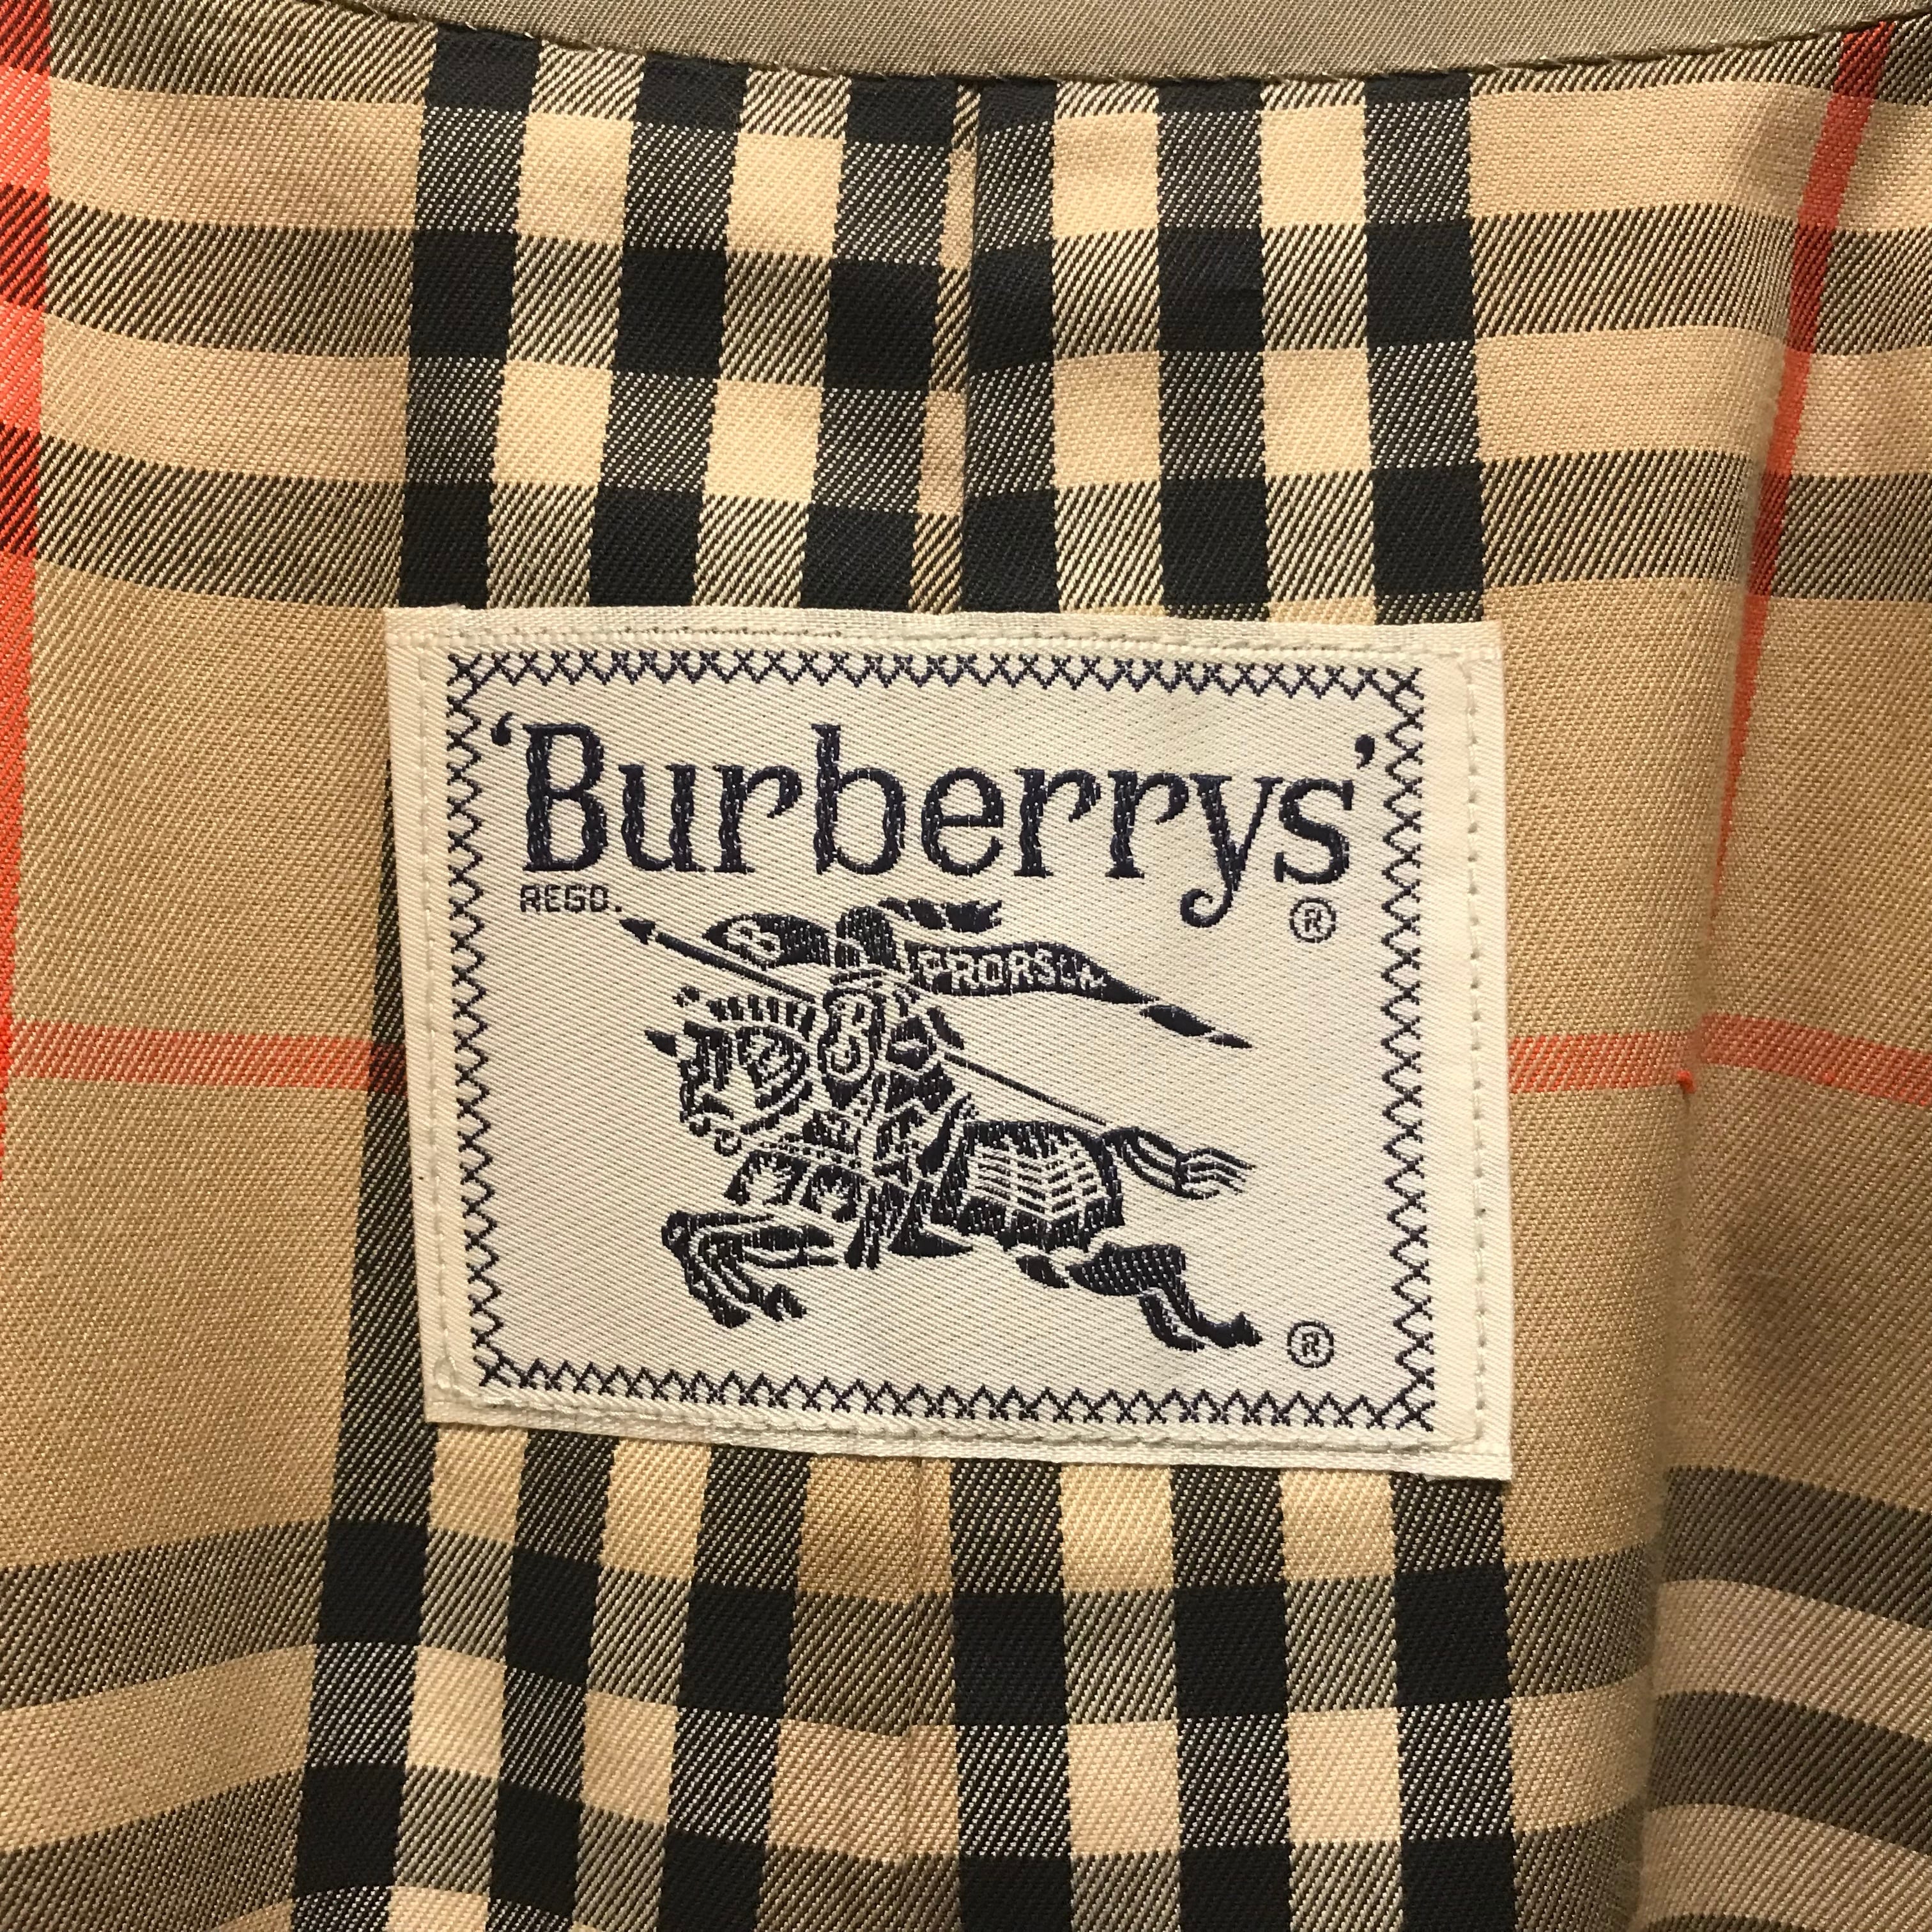 'Burberrys'
REGD. ®
B PRORSUM
B
®